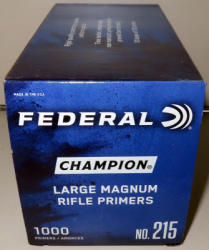 MADE IN THE U.S.A.
FEDERAL
CHAMPION
LARGE MAGNUM
RIFLE PRIMERS
1000
PRIMERS / AMORCES
NO. 215